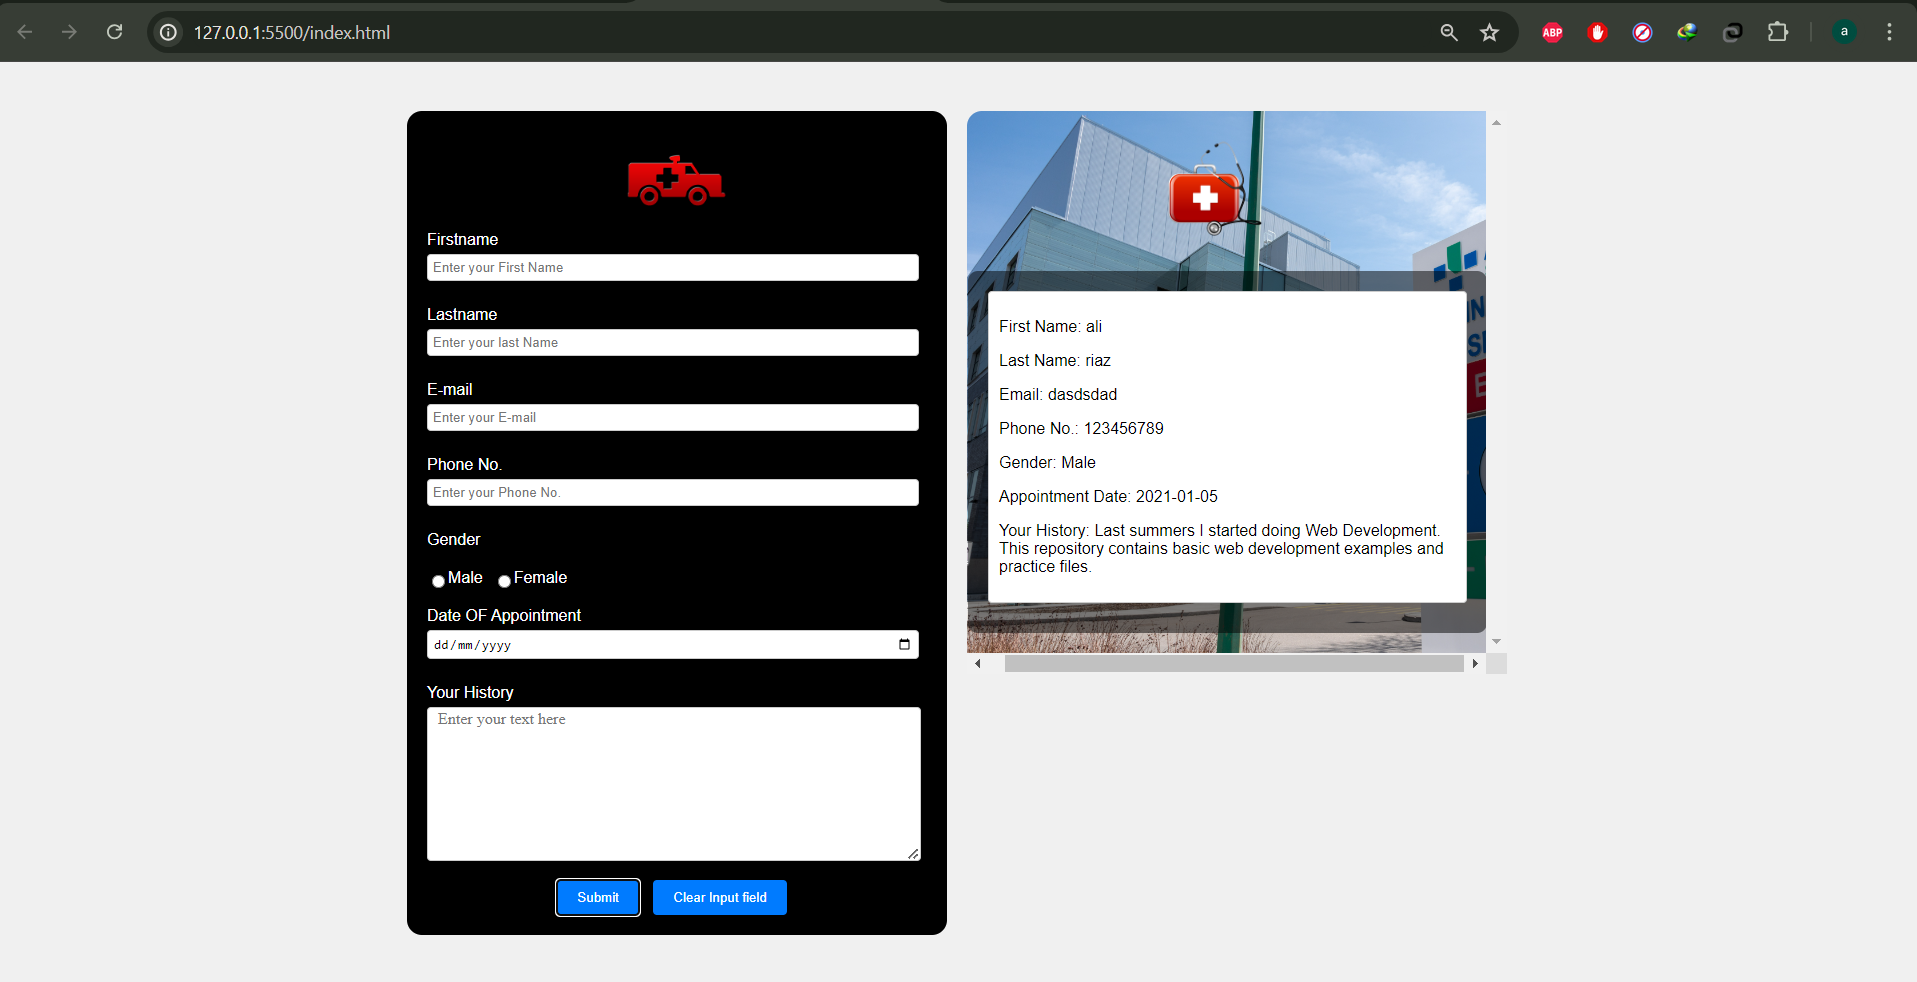 127.0.0.1:5500/index.html
ABP
a
Firstname
Enter your First Name
Lastname
Enter your last Name
E-mail
Enter your E-mail
Phone No.
Enter your Phone No.
Gender
Male Female
Date OF Appointment
dd/mm/yyyy
Your History
Enter your text here
Submit Clear Input field
First Name: ali
Last Name: riaz
Email: dasdsdad
Phone No.: 123456789
Gender: Male
Appointment Date: 2021-01-05
Your History: Last summers I started doing Web Development.
This repository contains basic web development examples and
practice files.